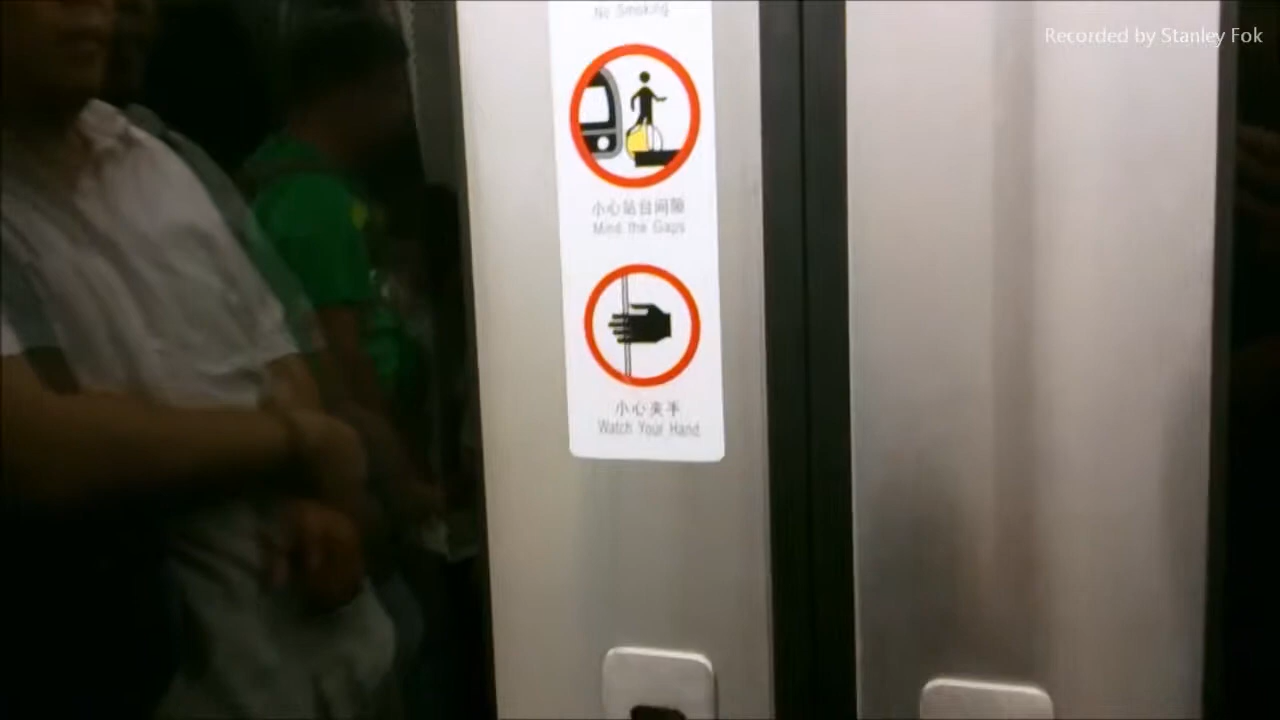 Recorded by Stanley Fok
No Smoking
小心站台间隙
Mind the Gaps
小心夹手
Watch Your Hand